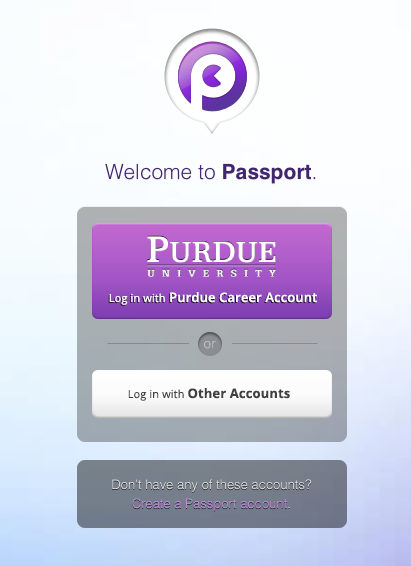 Welcome to Passport.
PURDUE
UNIVERSITY
Log in with Purdue Career Account
or
Log in with Other Accounts
Don't have any of these accounts?
Create a Passport account.